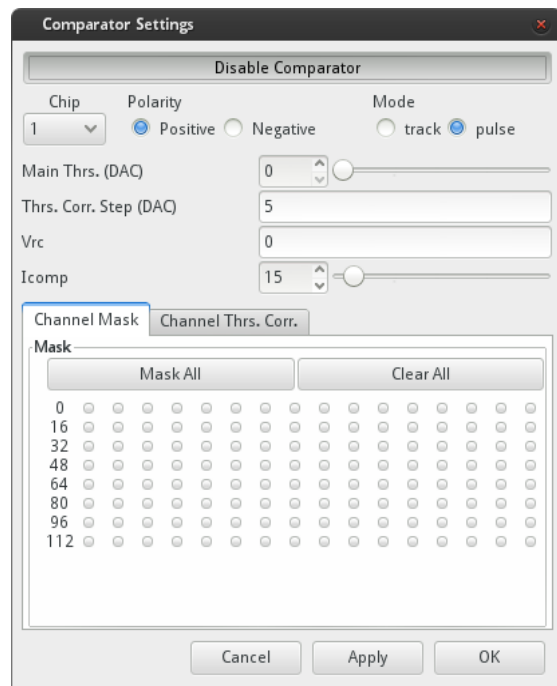 Comparator Settings
Disable Comparator
Chip Polarity Mode
1 Positive Negative track pulse
Main Thrs. (DAC) 0
Thrs. Corr. Step (DAC) 5
Vrc 0
Icomp 15
Channel Mask Channel Thrs. Corr.
Mask
Mask All Clear All
0
16
32
48
64
80
96
112
Cancel Apply OK